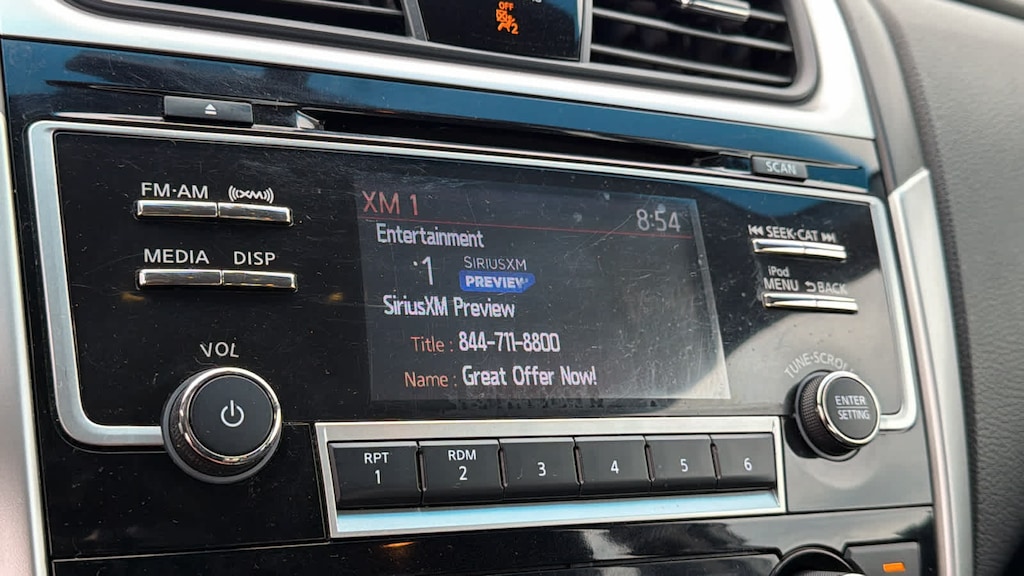 OFF
2
SCAN
FM·AM
((XM))
MEDIA
DISP
VOL
XM 1
8:54
Entertainment
1
SIRIUSXM
PREVIEW
SiriusXM Preview
Title : 844-711-8800
Name : Great Offer Now!
SEEK·CAT
iPod
MENU
BACK
TUNE·SCROLL
ENTER
SETTING
RPT
1
RDM
2
3
4
5
6